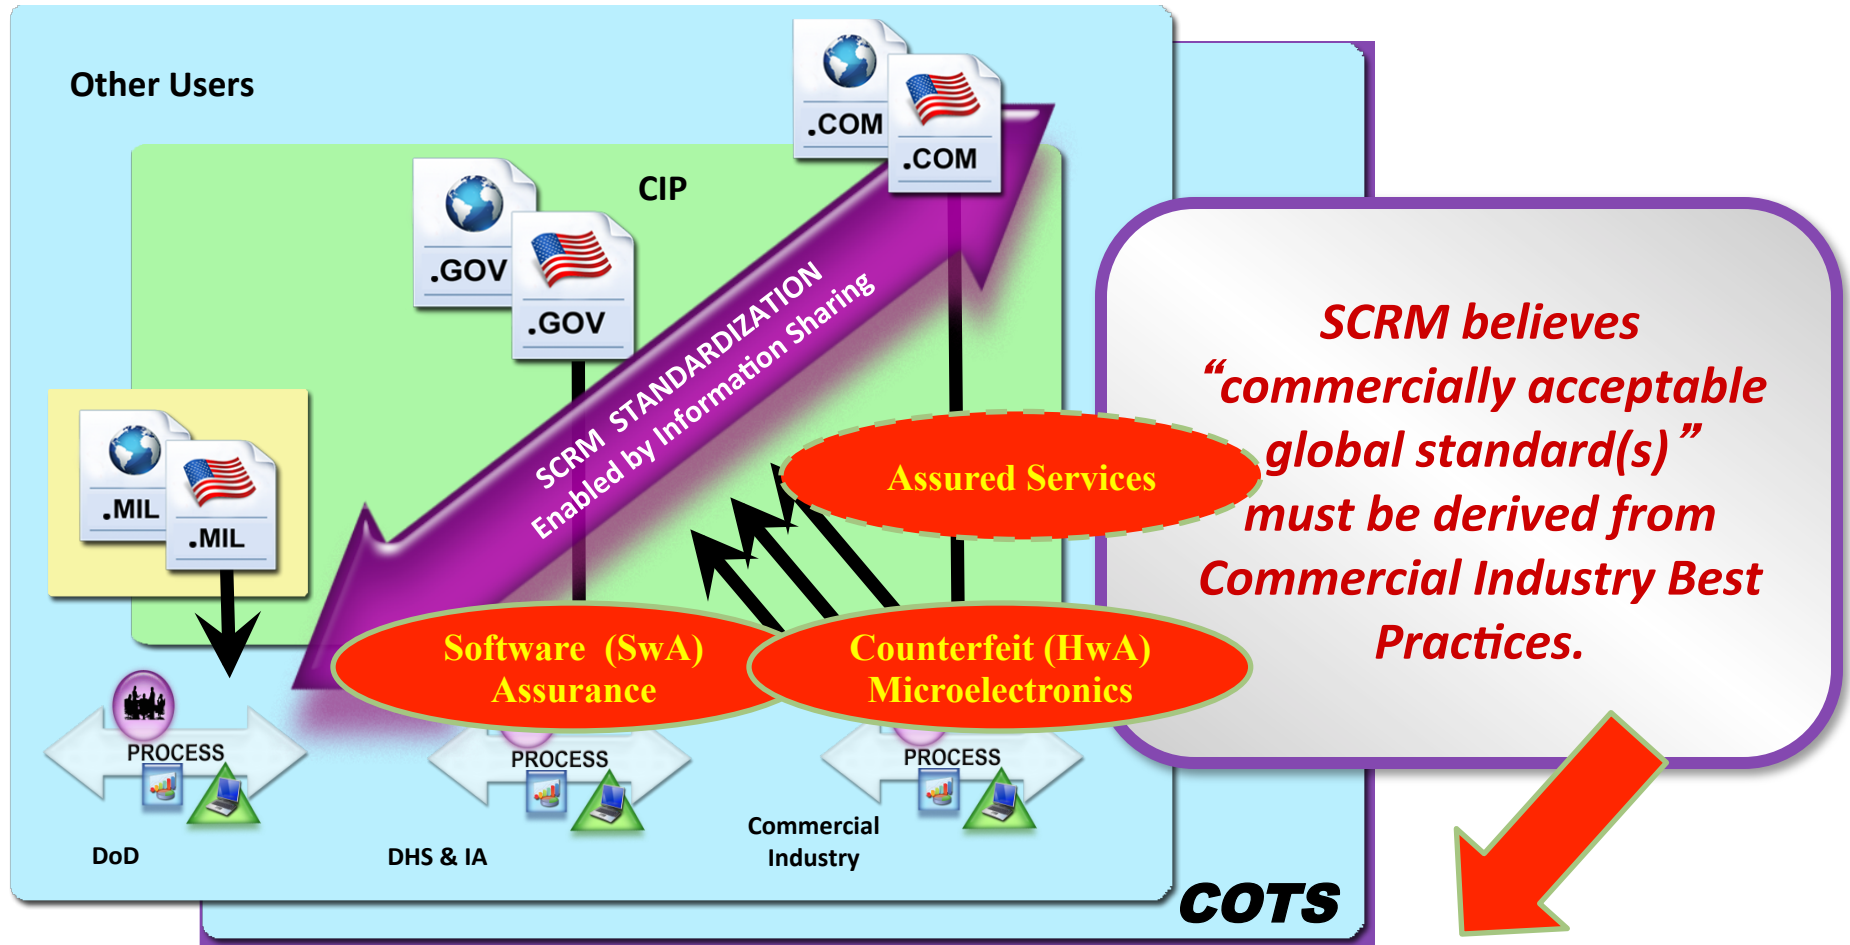 Other Users
.COM
.COM
CIP
.GOV
.GOV
SCRM STANDARDIZATION
Enabled by Information Sharing
.MIL
.MIL
Assured Services
Software (SwA)
Assurance
Counterfeit (HwA)
Microelectronics
SCRM believes
“commercially acceptable
global standard(s)”
must be derived from
Commercial Industry Best
Practices.
PROCESS
PROCESS
PROCESS
DoD
DHS & IA
Commercial
Industry
COTS